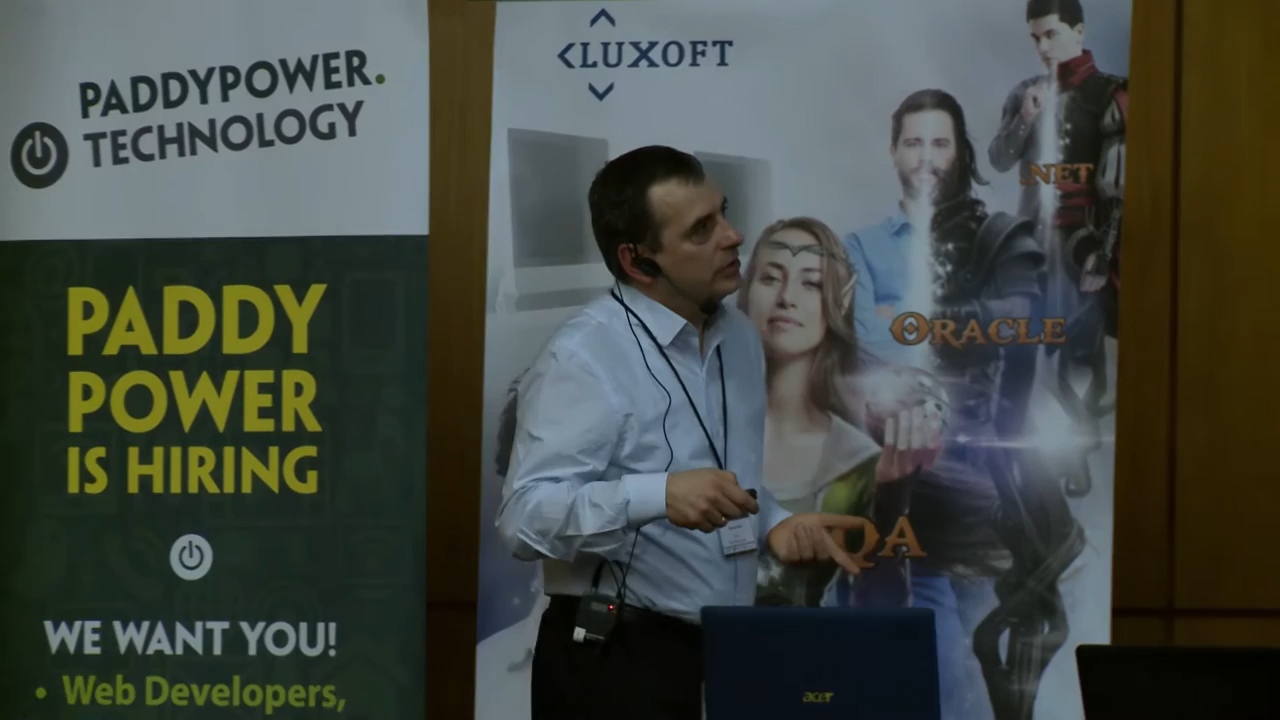 PADDYPOWER.
TECHNOLOGY
PADDY
POWER
IS HIRING
WE WANT YOU!
• Web Developers,
LUXOFT
.NET
ORACLE
QA
acer